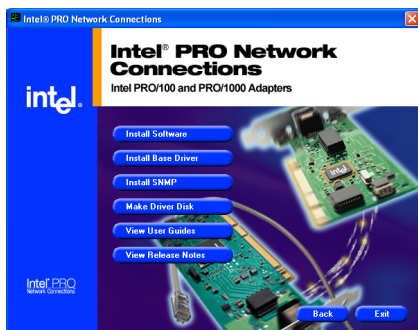 Intel® PRO Network Connections
Intel® PRO Network
Connections
Intel PRO/100 and PRO/1000 Adapters
intel.
Install Software
Install Base Driver
Install SNMP
Make Driver Disk
View User Guides
View Release Notes
intel
Intel® PRO
Network Connections
Back
Exit